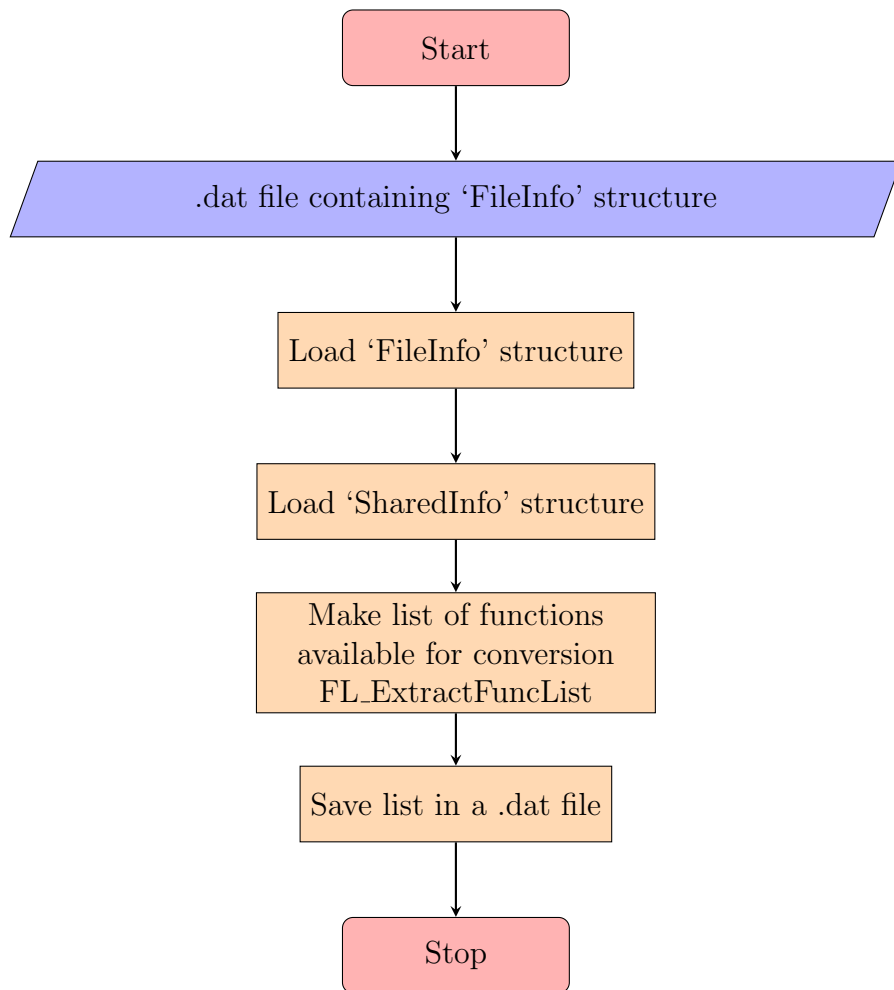 Start
.dat file containing ‘FileInfo’ structure
Load ‘FileInfo’ structure
Load ‘SharedInfo’ structure
Make list of functions
available for conversion
FL_ExtractFuncList
Save list in a .dat file
Stop